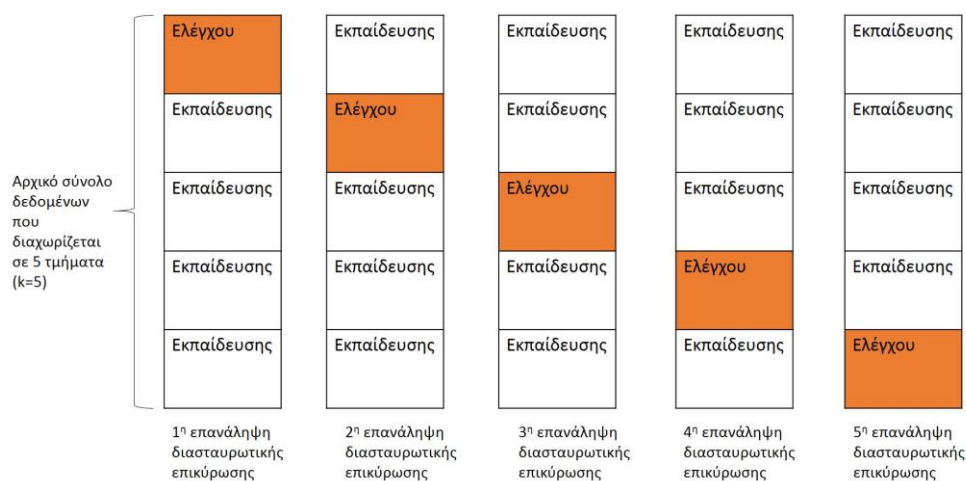 Ελέγχου
Εκπαίδευσης
Εκπαίδευσης
Εκπαίδευσης
Εκπαίδευσης
Εκπαίδευσης
Ελέγχου
Εκπαίδευσης
Εκπαίδευσης
Εκπαίδευσης
Αρχικό σύνολο
δεδομένων
που
διαχωρίζεται
σε 5 τμήματα
(k=5)
Εκπαίδευσης
Εκπαίδευσης
Ελέγχου
Εκπαίδευσης
Εκπαίδευσης
Εκπαίδευσης
Εκπαίδευσης
Εκπαίδευσης
Ελέγχου
Εκπαίδευσης
Εκπαίδευσης
Εκπαίδευσης
Εκπαίδευσης
Εκπαίδευσης
Ελέγχου
1η επανάληψη
διασταυρωτικής
επικύρωσης
2η επανάληψη
διασταυρωτικής
επικύρωσης
3η επανάληψη
διασταυρωτικής
επικύρωσης
4η επανάληψη
διασταυρωτικής
επικύρωσης
5η επανάληψη
διασταυρωτικής
επικύρωσης